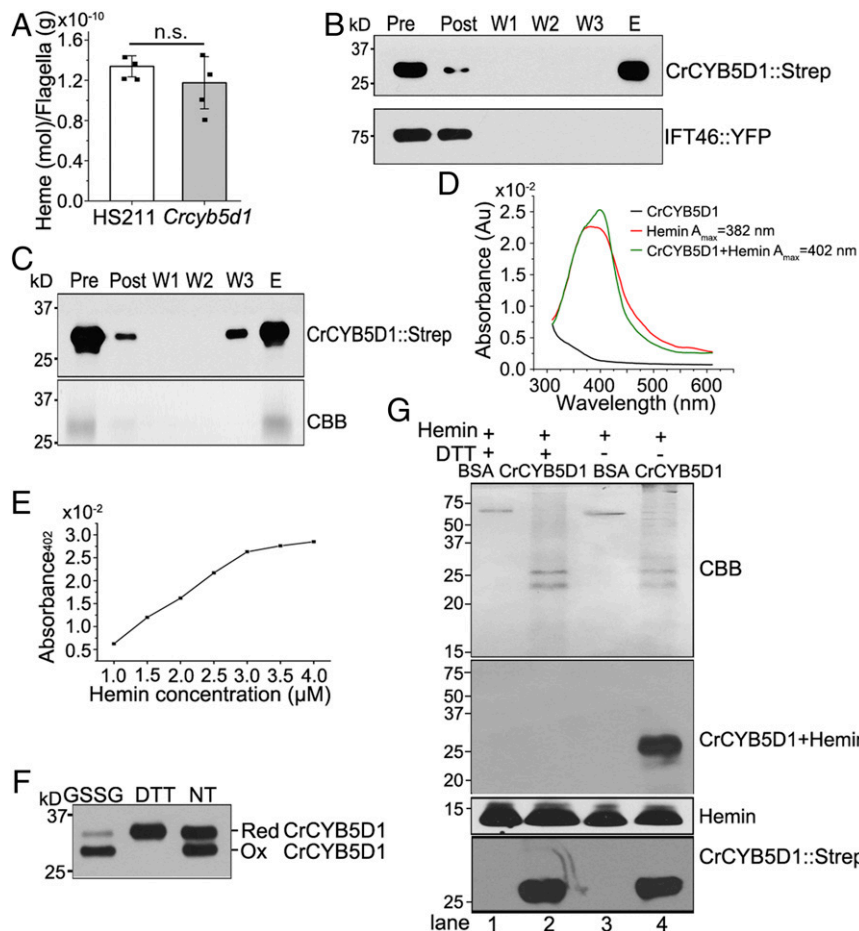 A
×10⁻¹⁰
n.s.
Heme (mol)/Flagella (g)
1.6
1.2
0.8
0.4
0.0
HS211
Crcyb5d1
B
kD Pre Post W1 W2 W3 E
37
25
CrCYB5D1::Strep
75
IFT46::YFP
C
kD Pre Post W1 W2 W3 E
37
25
CrCYB5D1::Strep
37
25
CBB
D
×10⁻²
Absorbance (Au)
2.5
2.0
1.5
1.0
0.5
0
CrCYB5D1
Hemin Amax=382 nm
CrCYB5D1+Hemin Amax=402 nm
300 400 500 600
Wavelength (nm)
E
×10⁻²
Absorbance402
3.0
2.5
2.0
1.5
1.0
0.5
1.0 1.5 2.0 2.5 3.0 3.5 4.0
Hemin concentration (μM)
F
kD GSSG DTT NT
37
25
Red CrCYB5D1
Ox CrCYB5D1
G
Hemin + + + +
DTT + + - -
BSA CrCYB5D1 BSA CrCYB5D1
75
50
37
25
20
15
CBB
75
50
37
25
20
CrCYB5D1+Hemin
15
Hemin
25
CrCYB5D1::Strep
lane 1 2 3 4